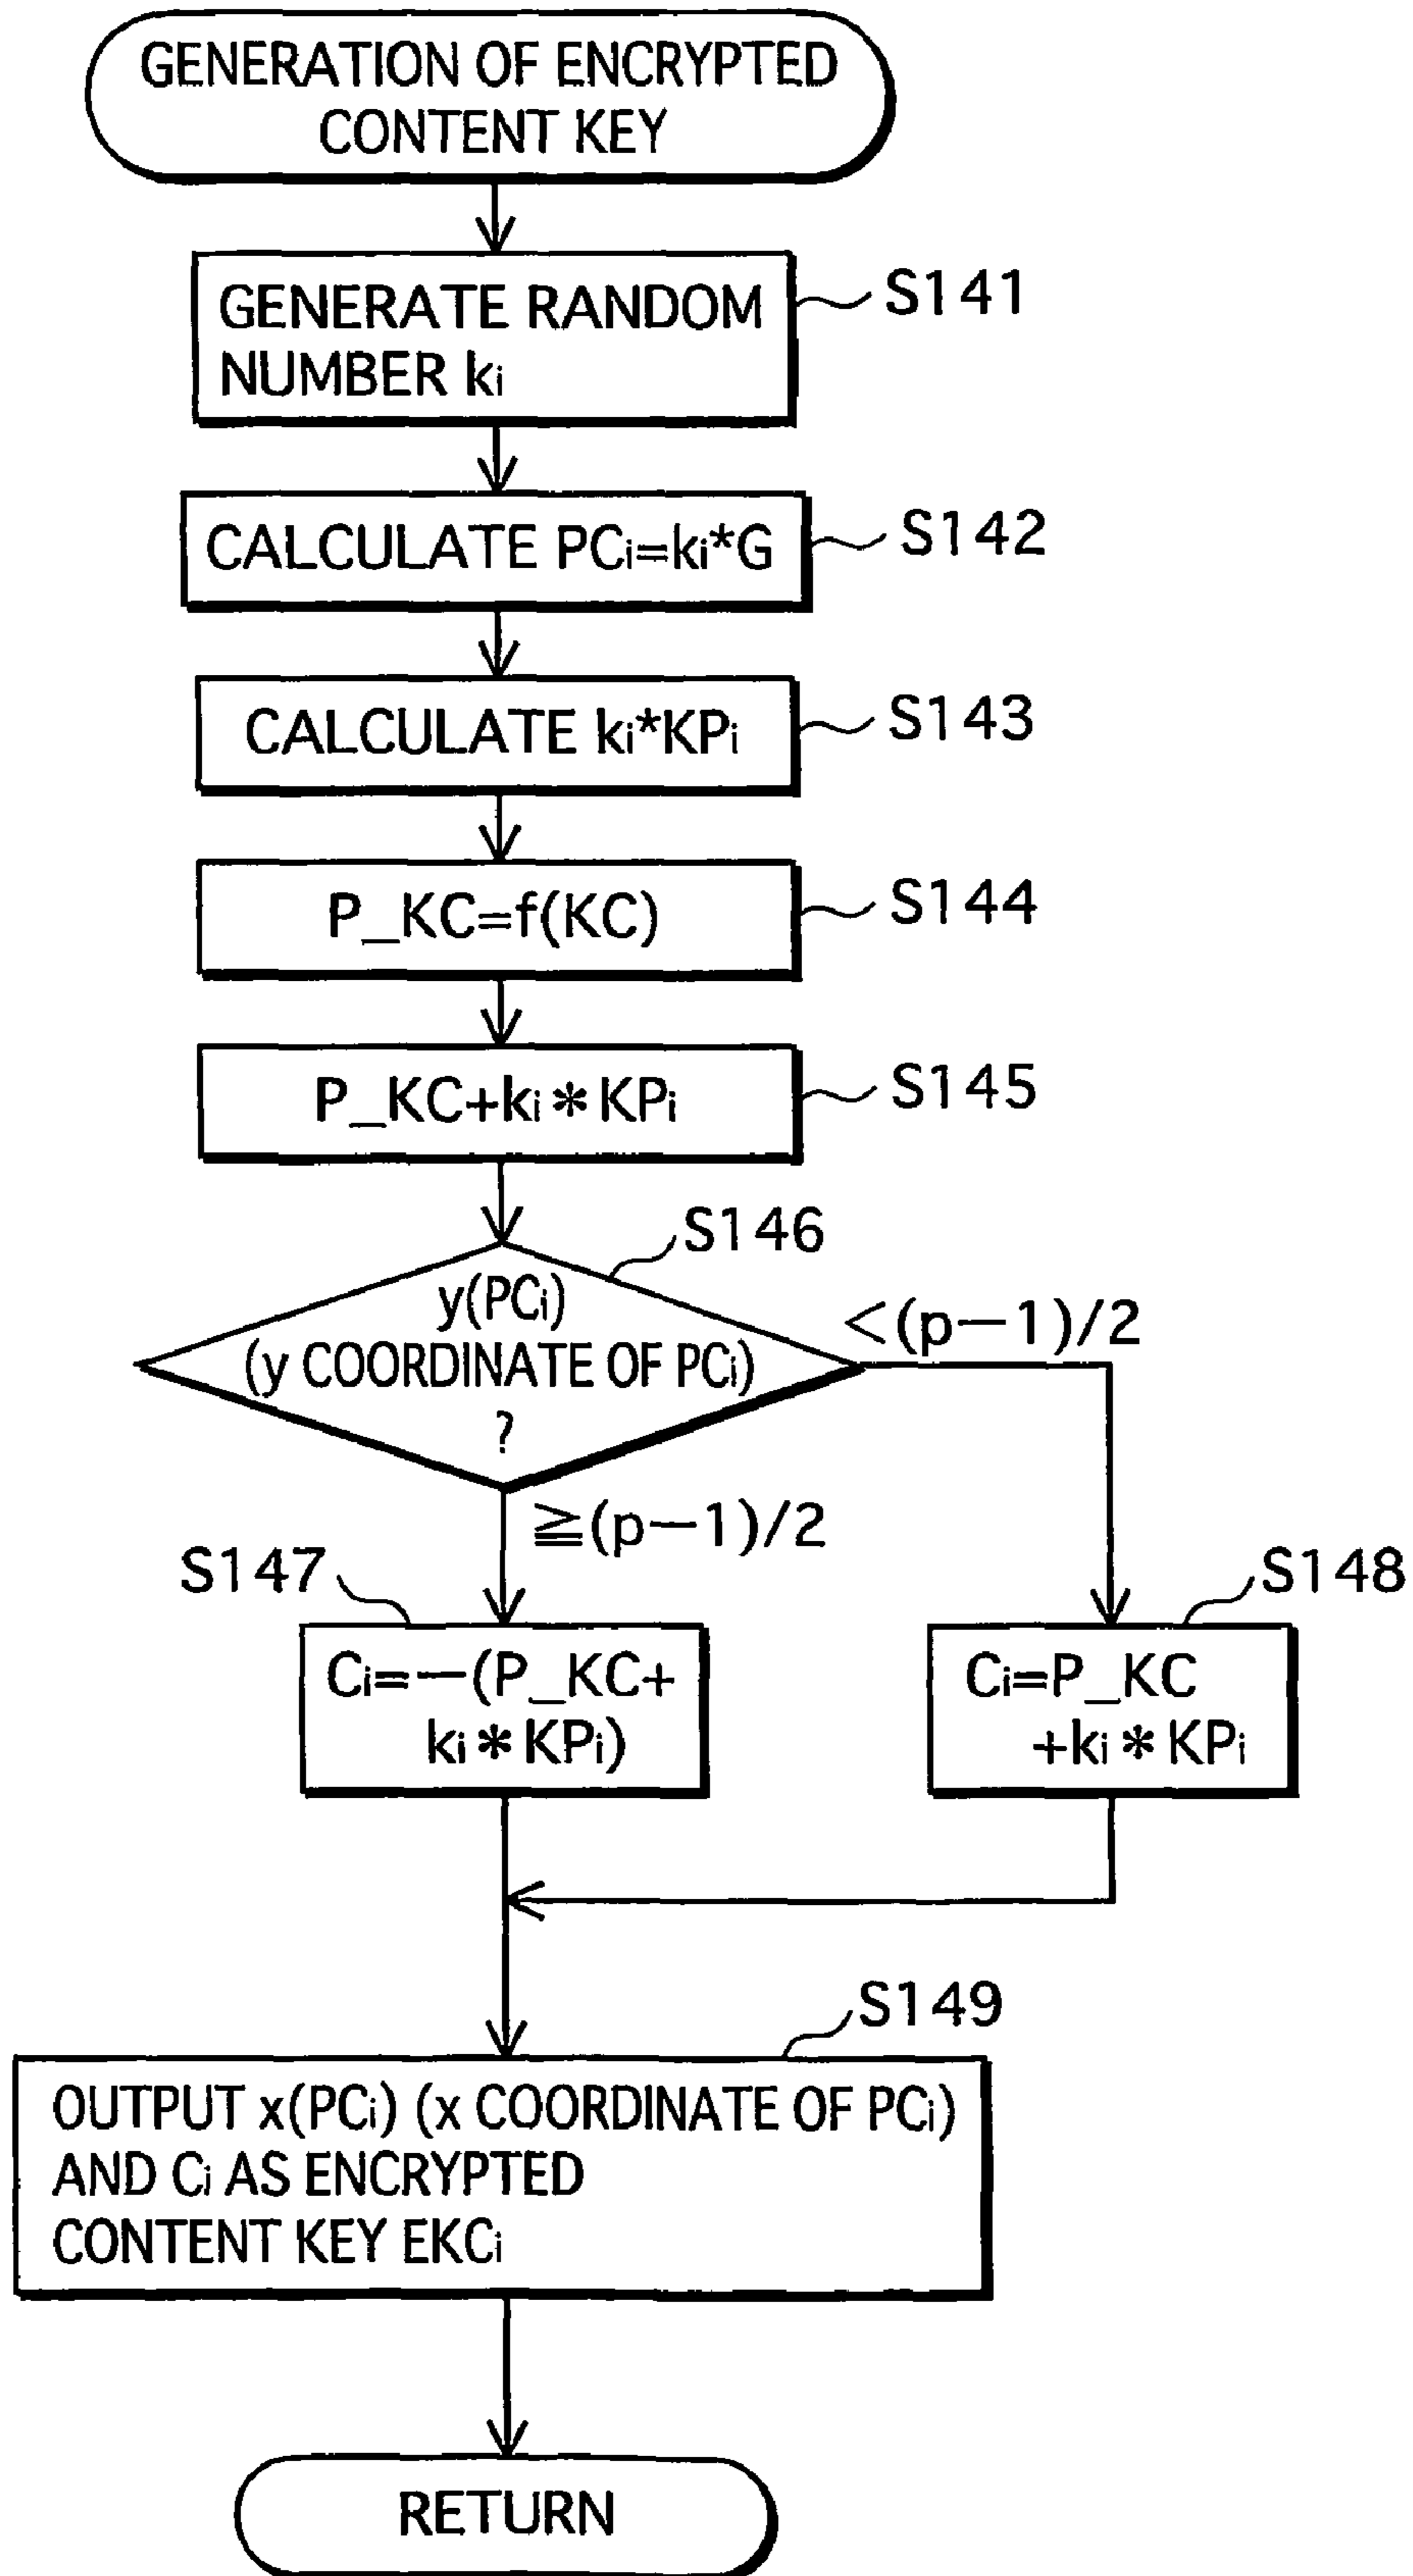 GENERATION OF ENCRYPTED
CONTENT KEY
GENERATE RANDOM
NUMBER ki
S141
CALCULATE PCi=ki*G
S142
CALCULATE ki*KPi
S143
P_KC=f(KC)
S144
P_KC+ki*KPi
S145
S146
y(PCi)
(y COORDINATE OF PCi)
?
<(p-1)/2
≧(p-1)/2
S147
Ci=-(P_KC+
ki*KPi)
S148
Ci=P_KC
+ki*KPi
S149
OUTPUT x(PCi) (x COORDINATE OF PCi)
AND Ci AS ENCRYPTED
CONTENT KEY EKCi
RETURN